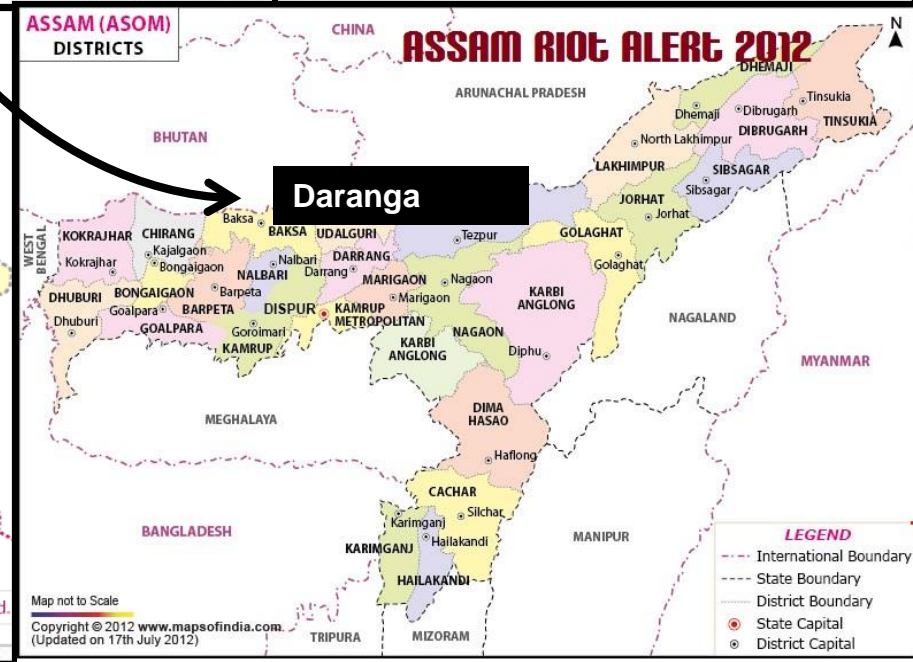 ASSAM (ASOM)
DISTRICTS
CHINA
ASSAM RIOt ALERt 2012
N
DHEMAJI
ARUNACHAL PRADESH
Tinsukia
Dibrugarh
Dhemaji
TINSUKIA
DIBRUGARH
BHUTAN
North Lakhimpur
LAKHIMPUR
SIBSAGAR
Sibsagar
Daranga
JORHAT
Jorhat
Baksa
BAKSA
UDALGURI
Tezpur
GOLAGHAT
Golaghat
WEST
BENGAL
KOKRAJHAR
Kokrajhar
CHIRANG
Kajalgaon
Bongaigaon
NALBARI
Nalbari
DARRANG
Darrang
MARIGAON
Marigaon
Nagaon
KARBI
ANGLONG
DHUBURI
Dhuburi
BONGAIGAON
Goalpara
GOALPARA
Barpeta
BARPETA
DISPUR
KAMRUP
METROPOLITAN
Goroimari
KAMRUP
NAGAON
KARBI
ANGLONG
Diphu
NAGALAND
MYANMAR
MEGHALAYA
DIMA
HASAO
Haflong
CACHAR
Silchar
BANGLADESH
Karimganj
KARIMGANJ
Hailakandi
HAILAKANDI
MANIPUR
LEGEND
International Boundary
State Boundary
District Boundary
State Capital
District Capital
d.
Map not to Scale
Copyright © 2012 www.mapsofindia.com
(Updated on 17th July 2012)
TRIPURA
MIZORAM